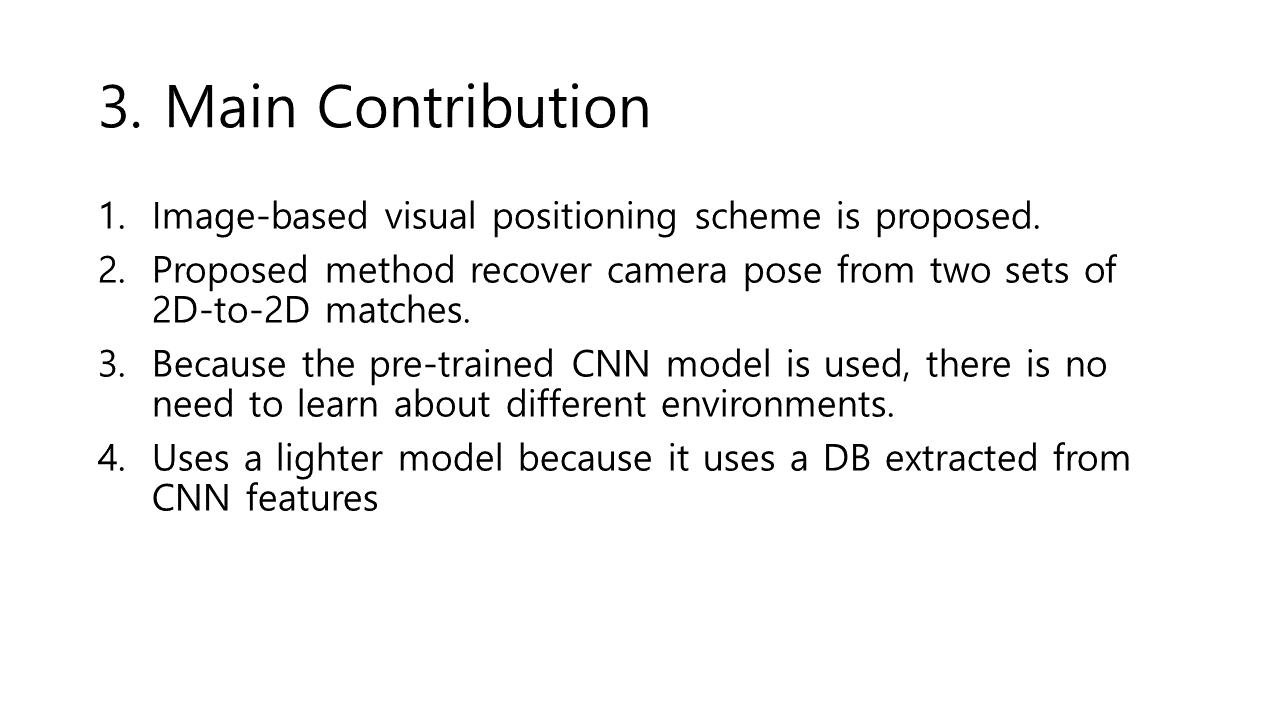 3. Main Contribution
1. Image-based visual positioning scheme is proposed.
2. Proposed method recover camera pose from two sets of
2D-to-2D matches.
3. Because the pre-trained CNN model is used, there is no
need to learn about different environments.
4. Uses a lighter model because it uses a DB extracted from
CNN features